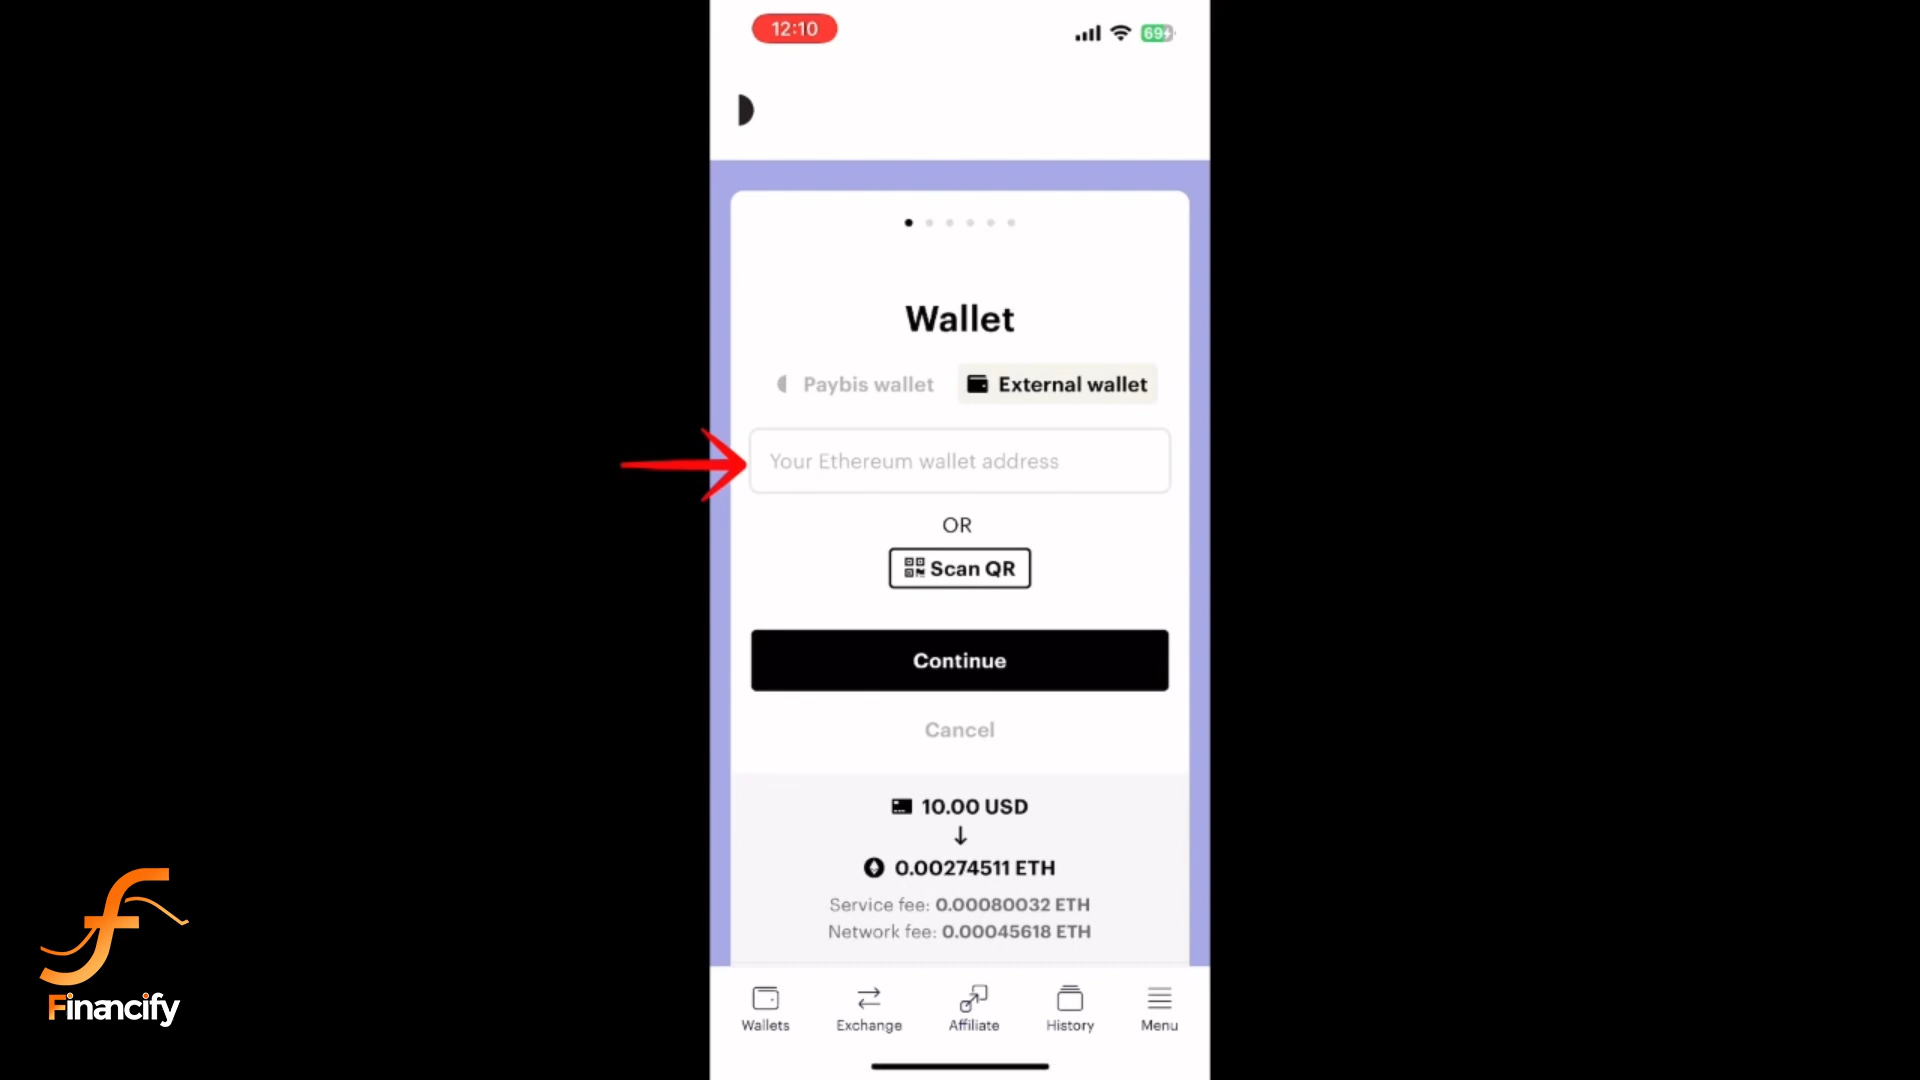 12:10
69
Wallet
Paybis wallet
External wallet
Your Ethereum wallet address
OR
Scan QR
Continue
Cancel
10.00 USD
0.00274511 ETH
Service fee: 0.00080032 ETH
Network fee: 0.00045618 ETH
Wallets
Exchange
Affiliate
History
Menu
Financify